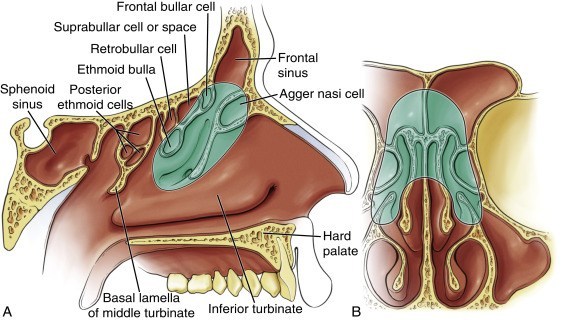 Frontal bullar cell
Suprabullar cell or space
Retrobullar cell
Ethmoid bulla
Sphenoid
sinus
Posterior
ethmoid cells
Frontal
sinus
Agger nasi cell
Hard
palate
Basal lamella
of middle turbinate
Inferior turbinate
A
B